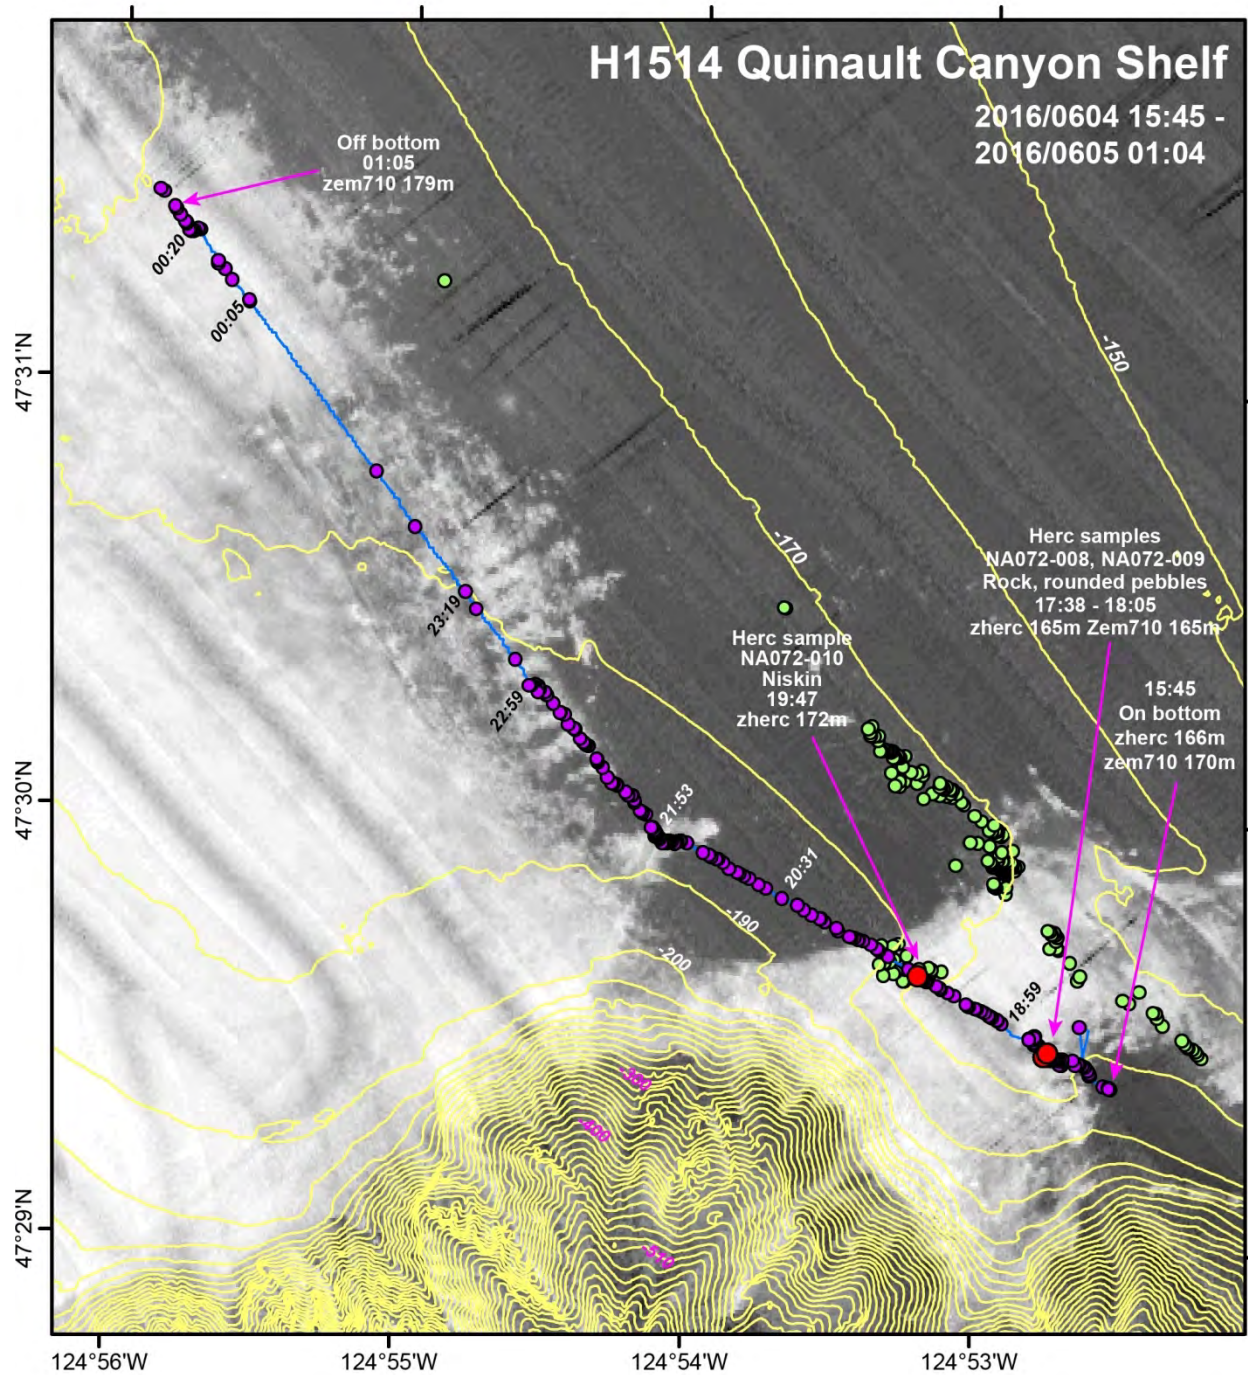 H1514 Quinault Canyon Shelf
2016/0604 15:45 -
2016/0605 01:04
Off bottom
01:05
zem710 179m
00:20
00:05
47°31'N
-150
-170
Herc samples
NA072-008, NA072-009
Rock, rounded pebbles
17:38 - 18:05
zherc 165m Zem710 165m
23:19
Herc sample
NA072-010
Niskin
19:47
zherc 172m
15:45
On bottom
zherc 166m
zem710 170m
22:59
47°30'N
21:53
20:31
-190
-200
18:59
-400
47°29'N
124°56'W
124°55'W
124°54'W
124°53'W